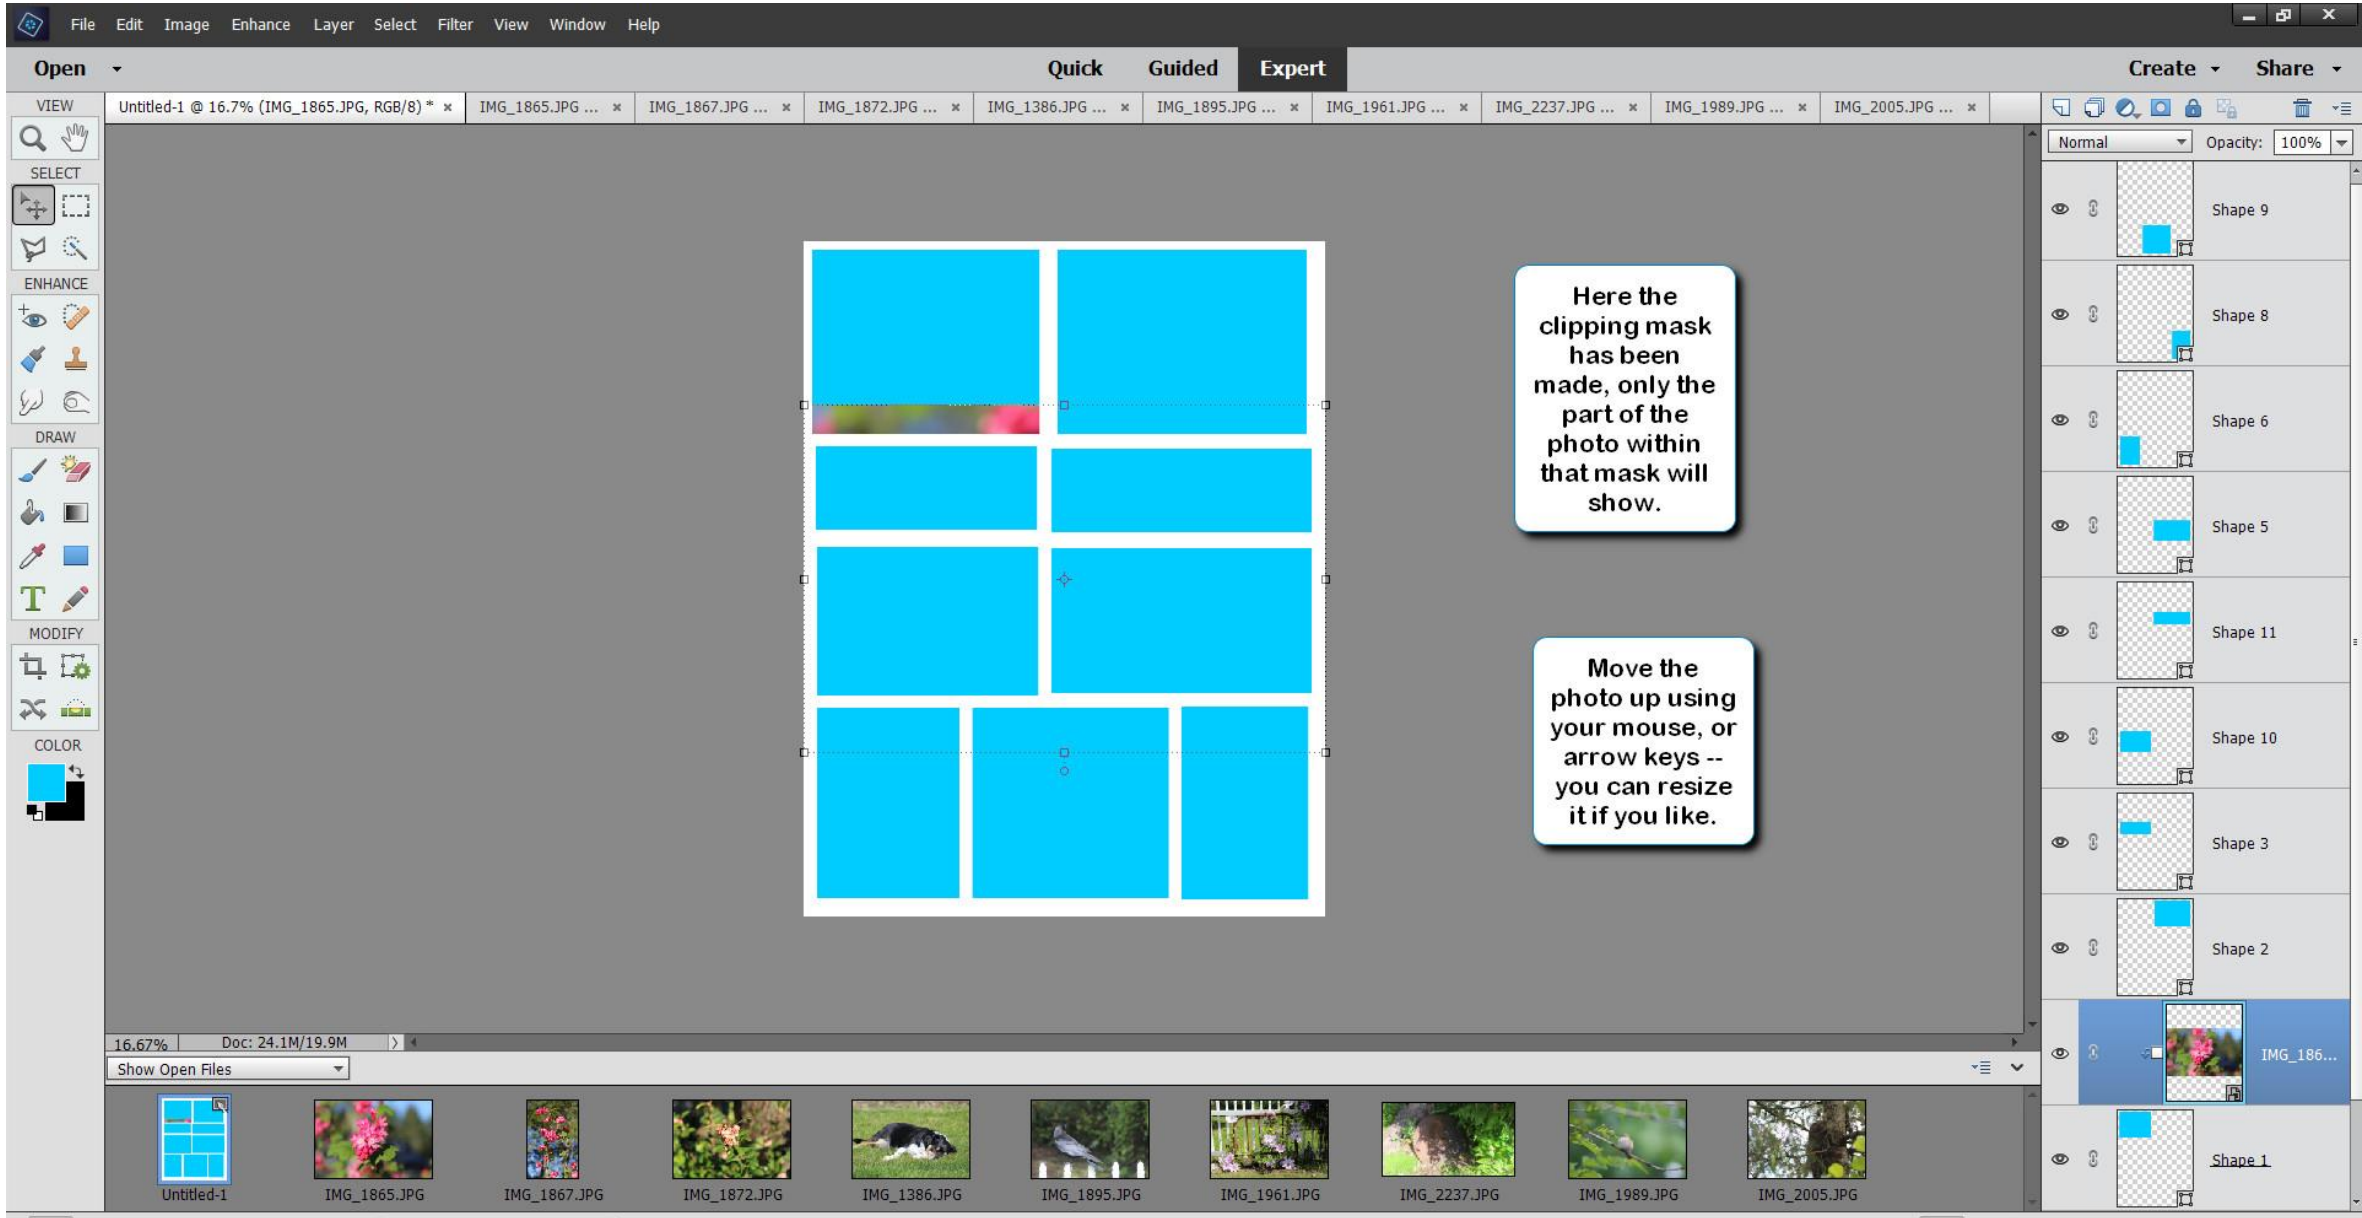 File Edit Image Enhance Layer Select Filter View Window Help
Open Quick Guided Expert Create Share
VIEW
Untitled-1 @ 16.7% (IMG_1865.JPG, RGB/8) * × IMG_1865.JPG ... × IMG_1867.JPG ... × IMG_1872.JPG ... × IMG_1386.JPG ... × IMG_1895.JPG ... × IMG_1961.JPG ... × IMG_2237.JPG ... × IMG_1989.JPG ... × IMG_2005.JPG ... ×
Normal Opacity: 100%
SELECT
ENHANCE
DRAW
MODIFY
COLOR
Here the
clipping mask
has been
made, only the
part of the
photo within
that mask will
show.
Move the
photo up using
your mouse, or
arrow keys --
you can resize
it if you like.
Shape 9
Shape 8
Shape 6
Shape 5
Shape 11
Shape 10
Shape 3
Shape 2
IMG_186...
Shape 1
16.67% Doc: 24.1M/19.9M
Show Open Files
Untitled-1 IMG_1865.JPG IMG_1867.JPG IMG_1872.JPG IMG_1386.JPG IMG_1895.JPG IMG_1961.JPG IMG_2237.JPG IMG_1989.JPG IMG_2005.JPG